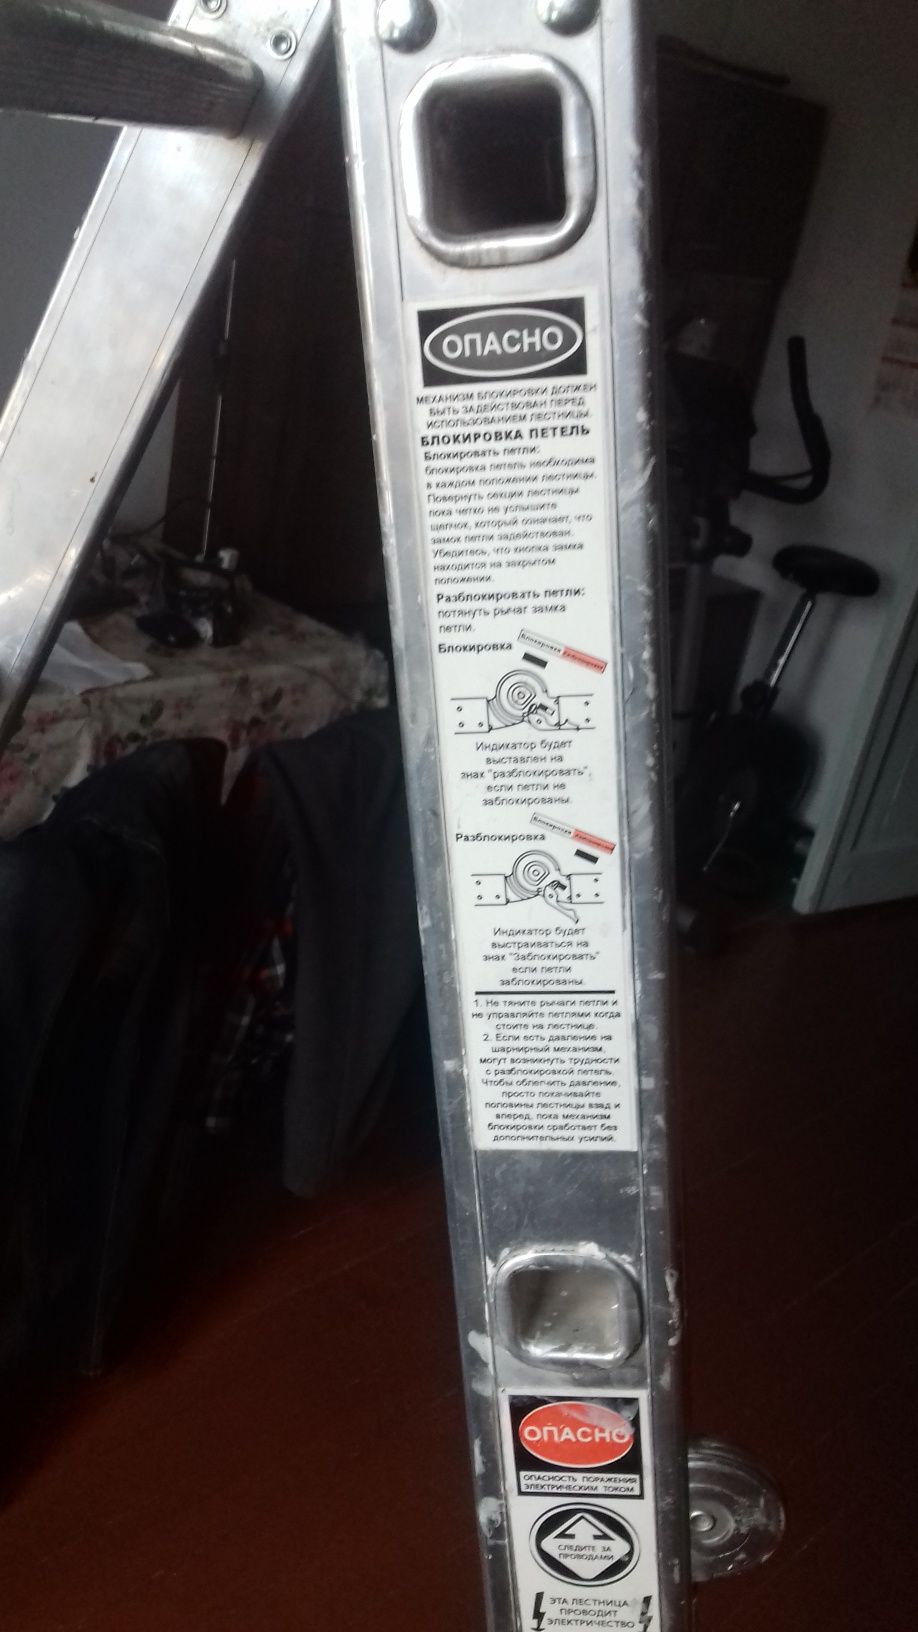 ОПАСНО
МЕХАНИЗМ БЛОКИРОВКИ ДОЛЖЕН
БЫТЬ ЗАДЕЙСТВОВАН ПЕРЕД
ИСПОЛЬЗОВАНИЕМ ЛЕСТНИЦЫ.
БЛОКИРОВКА ПЕТЕЛЬ
Блокировать петли:
блокировка петель необходима
в каждом положении лестницы.
Повернуть секции лестницы
пока четко не услышите
щелчок, который означает, что
замок петли задействован.
Убедитесь, что кнопка замка
находится на закрытом
положении.
Разблокировать петли:
потянуть рычаг замка
петли.
Блокировка
Блокировка
Индикатор будет
выставлен на
знак "разблокировать",
если петли не
заблокированы.
Разблокировка
Блокировка
Индикатор будет
выстраиваться на
знак "Заблокировать"
если петли
заблокированы.
1. Не тяните рычаги петли и
не управляйте петлями когда
стоите на лестнице.
2. Если есть давление на
шарнирный механизм,
могут возникнуть трудности
с разблокировкой петель.
Чтобы облегчить давление,
просто покачивайте
половины лестницы взад и
вперед, пока механизм
блокировки сработает без
дополнительных усилий.
ОПАСНО
ОПАСНОСТЬ ПОРАЖЕНИЯ
ЭЛЕКТРИЧЕСКИМ ТОКОМ
СЛЕДИТЕ ЗА
ПРОВОДАМИ
ЭТА ЛЕСТНИЦА
ПРОВОДИТ
ЭЛЕКТРИЧЕСТВО